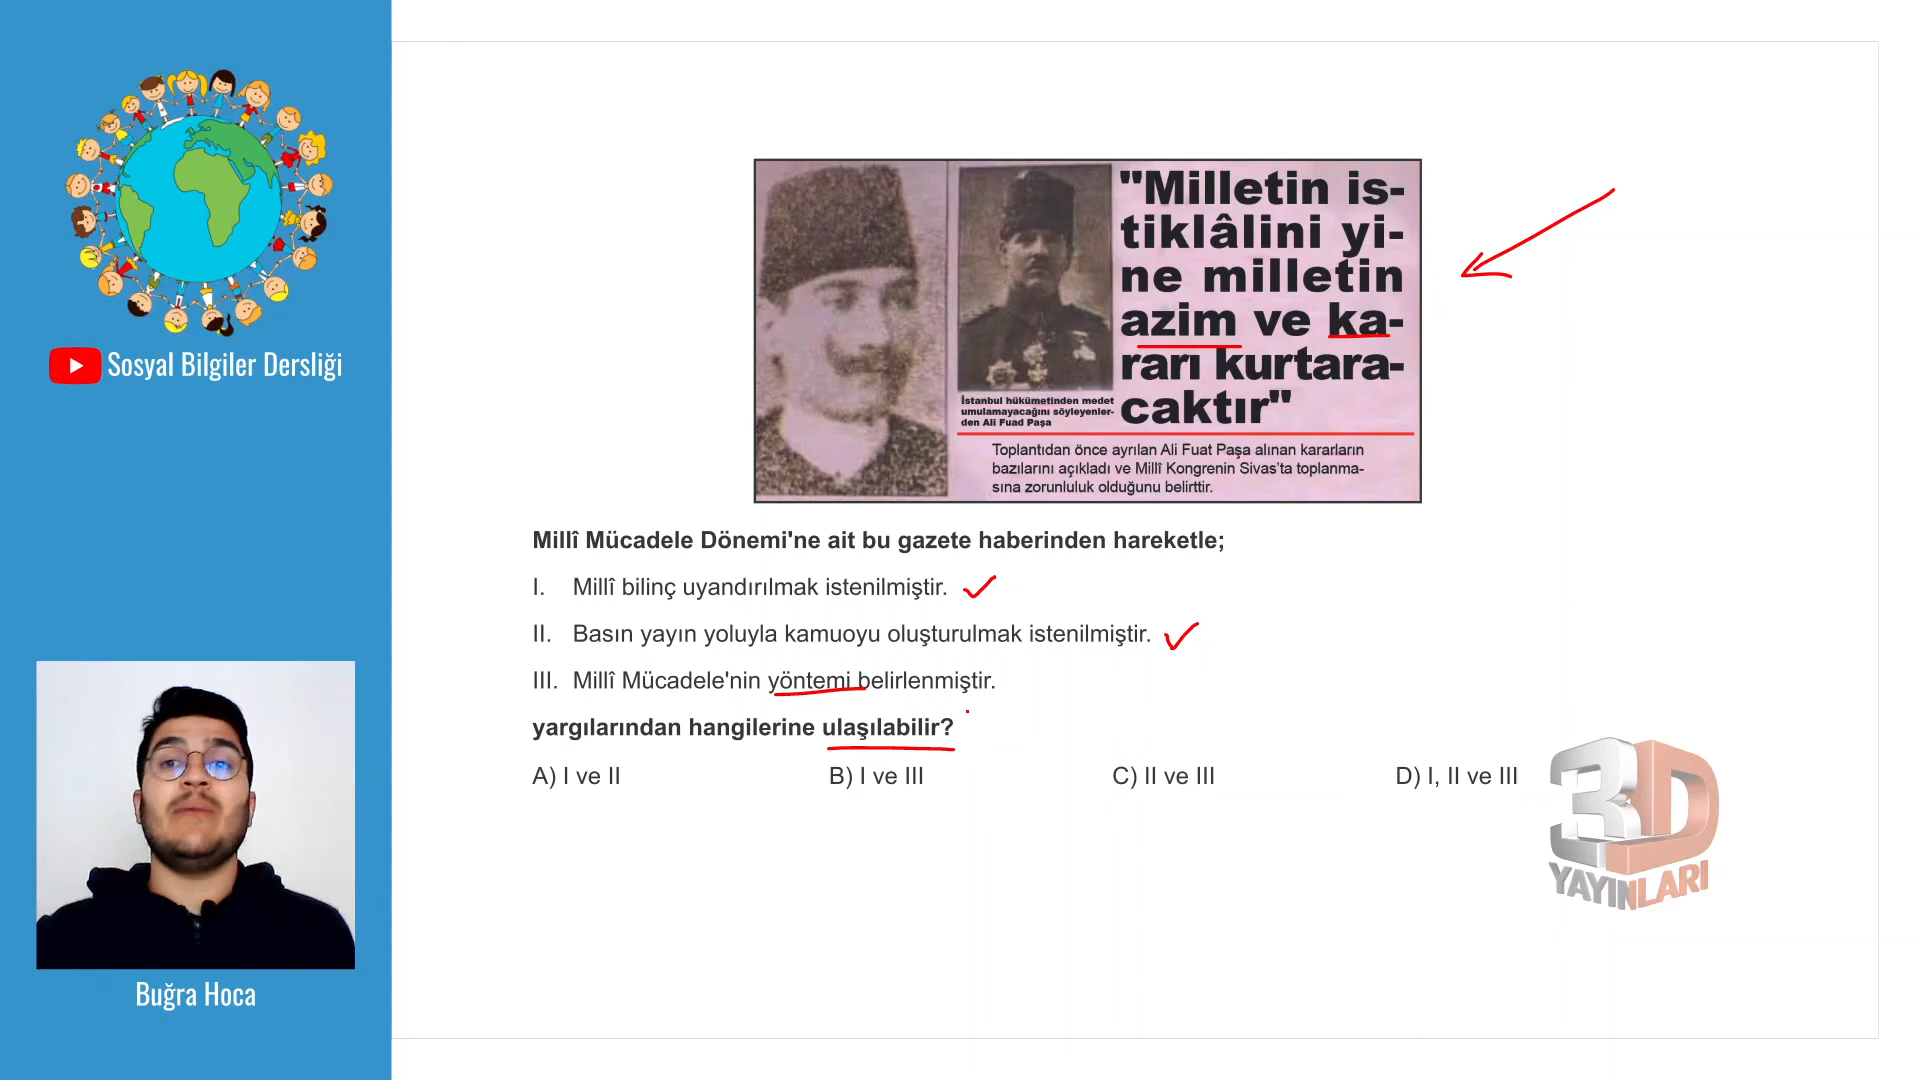 Sosyal Bilgiler Dersliği
Buğra Hoca
"Milletin is-
tiklâlini yi-
ne milletin
azim ve ka-
rarı kurtara-
caktır"
İstanbul hükümetinden medet
umulamayacağını söyleyenler-
den Ali Fuad Paşa
Toplantıdan önce ayrılan Ali Fuat Paşa alınan kararların
bazılarını açıkladı ve Millî Kongrenin Sivas'ta toplanma-
sına zorunluluk olduğunu belirttir.
Millî Mücadele Dönemi'ne ait bu gazete haberinden hareketle;
I. Millî bilinç uyandırılmak istenilmiştir.
II. Basın yayın yoluyla kamuoyu oluşturulmak istenilmiştir.
III. Millî Mücadele'nin yöntemi belirlenmiştir.
yargılarından hangilerine ulaşılabilir?
A) I ve II B) I ve III C) II ve III D) I, II ve III
3D
YAYINLARI